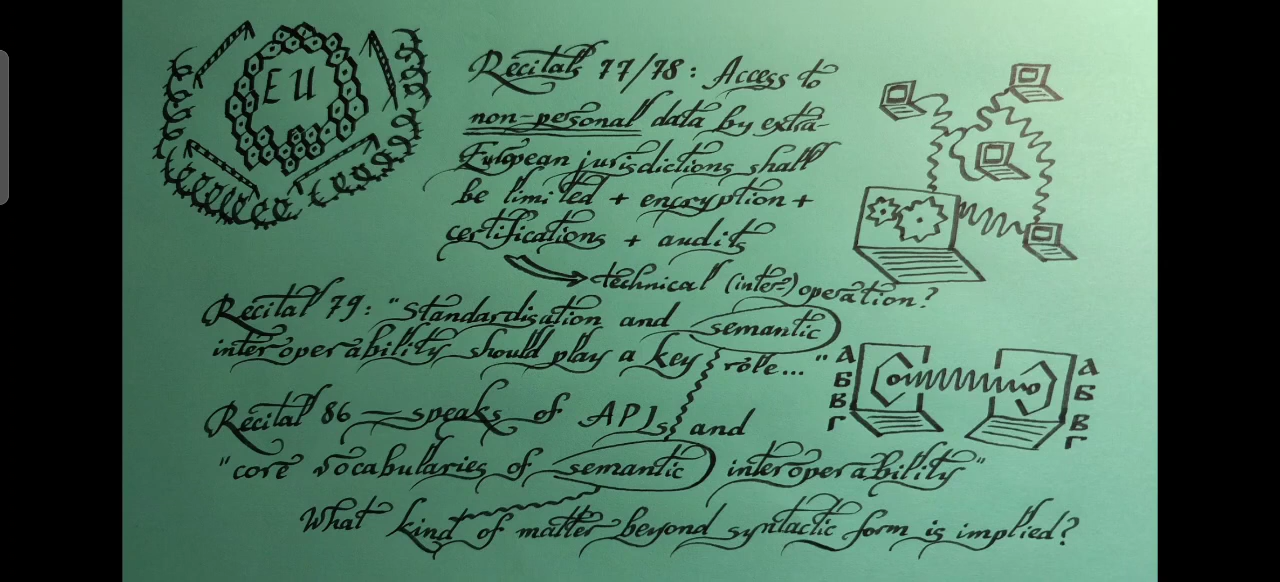 EU
Recitals 77/78: Access to
non-personal data by extra-
European jurisdictions shall
be limited + encryption +
certifications + audits
technical (inter-)operation?
Recital 79: "Standardisation and semantic
interoperability should play a key role..."
Recital 86 — speaks of APIs and
"core vocabularies of semantic interoperability"
What kind of matter beyond syntactic form is implied?
А
Б
В
Г
А
Б
В
Г